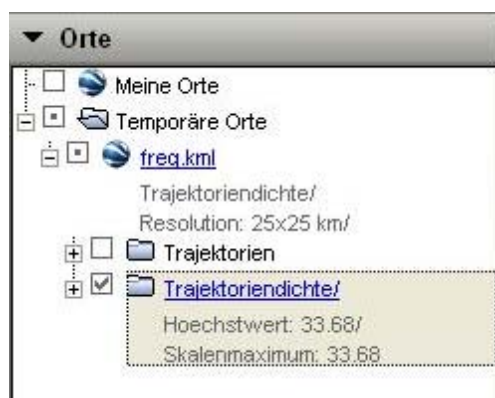 Orte
Meine Orte
Temporäre Orte
freq.kml
Trajektoriendichte/
Resolution: 25x25 km/
Trajektorien
Trajektoriendichte/
Hoechstwert: 33.68/
Skalenmaximum: 33.68